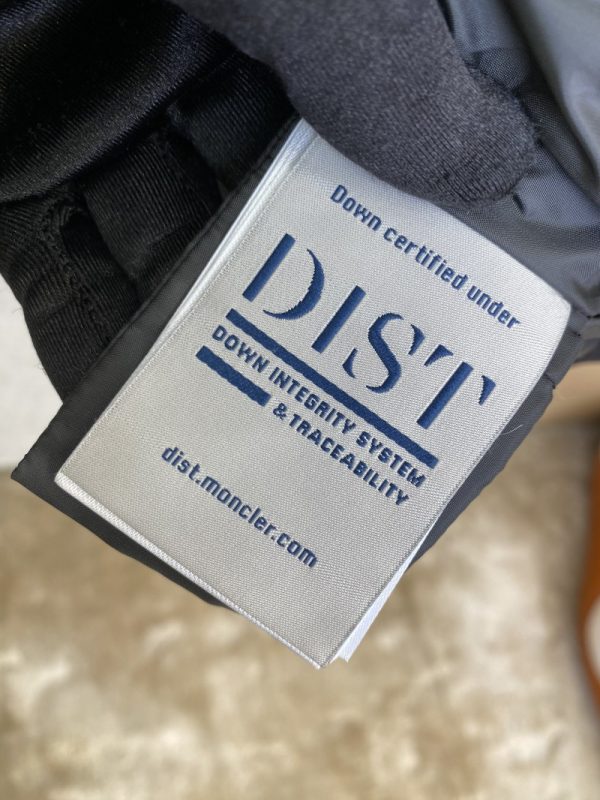 Down certified under
DIST
DOWN INTEGRITY SYSTEM
& TRACEABILITY
dist.moncler.com